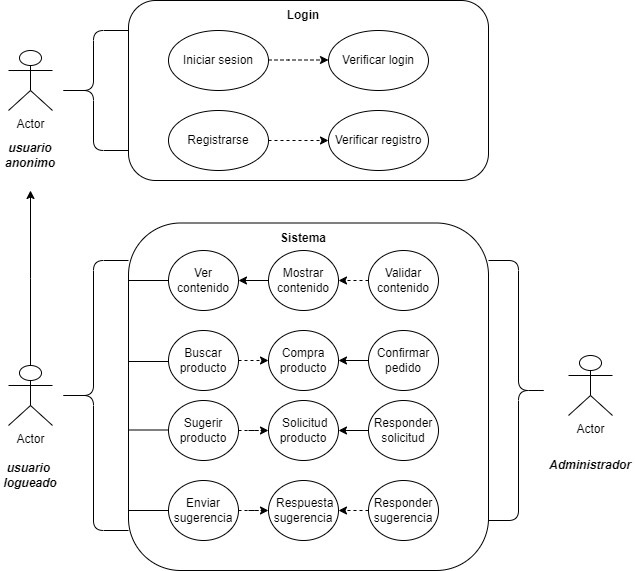 Login
Iniciar sesion
Verificar login
Actor
usuario
anonimo
Registrarse
Verificar registro
Sistema
Ver
contenido
Mostrar
contenido
Validar
contenido
Buscar
producto
Compra
producto
Confirmar
pedido
Actor
usuario
logueado
Sugerir
producto
Solicitud
producto
Responder
solicitud
Actor
Administrador
Enviar
sugerencia
Respuesta
sugerencia
Responder
sugerencia